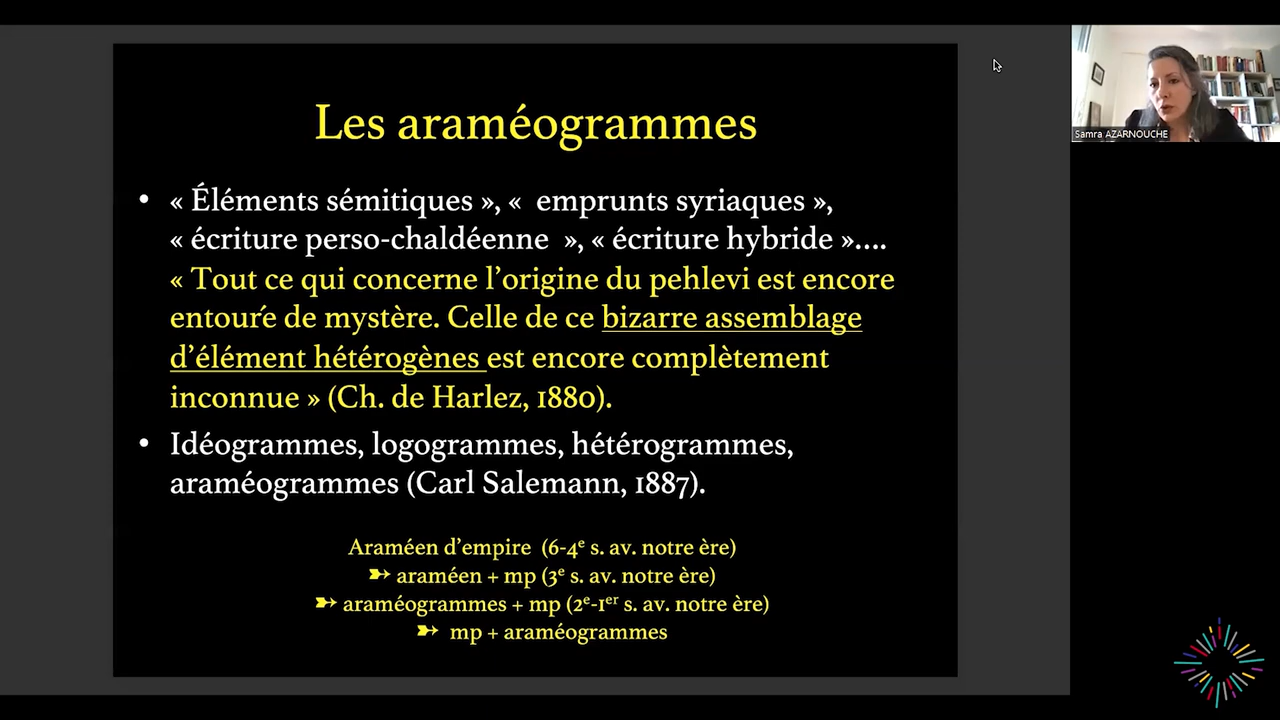 Les araméogrammes
• « Éléments sémitiques », « emprunts syriaques »,
« écriture perso-chaldéenne », « écriture hybride »....
« Tout ce qui concerne l’origine du pehlevi est encore
entouŕe de mystère. Celle de ce bizarre assemblage
d’élément hétérogènes est encore complètement
inconnue » (Ch. de Harlez, 1880).
• Idéogrammes, logogrammes, hétérogrammes,
araméogrammes (Carl Salemann, 1887).
Araméen d’empire (6-4e s. av. notre ère)
➵ araméen + mp (3e s. av. notre ère)
➵ araméogrammes + mp (2e-1er s. av. notre ère)
➵ mp + araméogrammes
Samra AZARNOUCHE